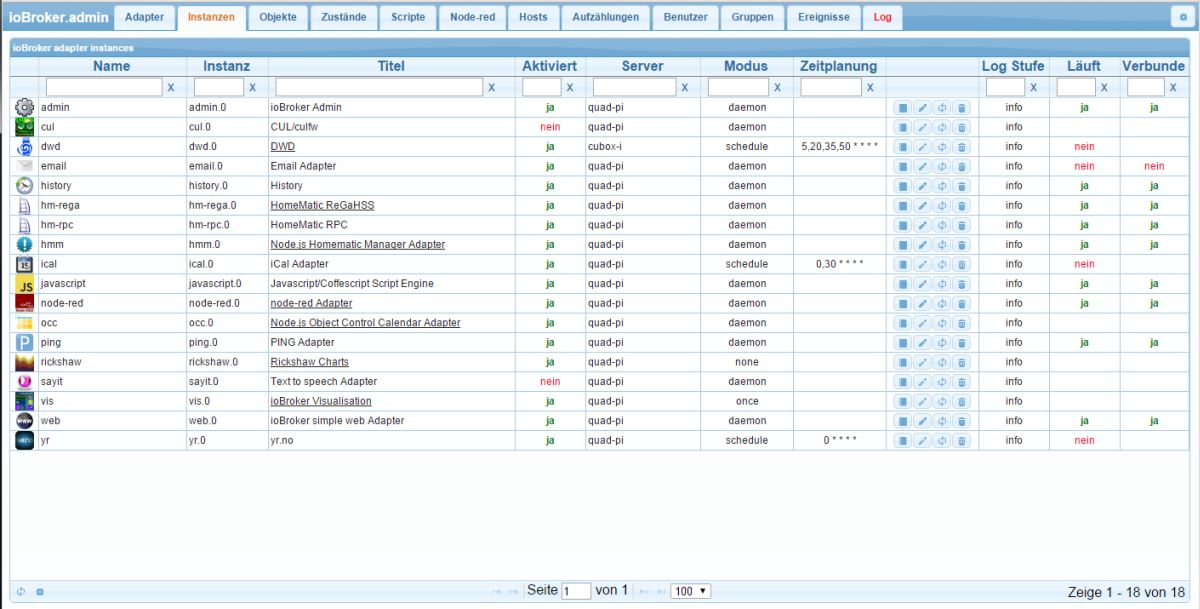 ioBroker.admin Adapter Instanzen Objekte Zustände Scripte Node-red Hosts Aufzählungen Benutzer Gruppen Ereignisse Log
ioBroker adapter instances
Name Instanz Titel Aktiviert Server Modus Zeitplanung Log Stufe Läuft Verbunde
x x x x x x x x x x
admin admin.0 ioBroker Admin ja quad-pi daemon info ja ja
cul cul.0 CUL/culfw nein quad-pi daemon info
dwd dwd.0 DWD ja cubox-i schedule 5,20,35,50 * * * * info nein
email email.0 Email Adapter ja quad-pi daemon info nein nein
history history.0 History ja quad-pi daemon info ja ja
hm-rega hm-rega.0 HomeMatic ReGaHSS ja quad-pi daemon info ja ja
hm-rpc hm-rpc.0 HomeMatic RPC ja quad-pi daemon info ja ja
hmm hmm.0 Node.js Homematic Manager Adapter ja quad-pi daemon info ja ja
ical ical.0 iCal Adapter ja quad-pi schedule 0,30 * * * * info nein
JS javascript javascript.0 Javascript/Coffescript Script Engine ja quad-pi daemon info ja ja
node-red node-red.0 node-red Adapter ja quad-pi daemon info ja ja
occ occ.0 Node.js Object Control Calendar Adapter ja quad-pi daemon info
P ping ping.0 PING Adapter ja quad-pi daemon info ja ja
rickshaw rickshaw.0 Rickshaw Charts ja quad-pi none info
sayit sayit.0 Text to speech Adapter nein quad-pi daemon info
vis vis.0 ioBroker Visualisation ja quad-pi once info
www web web.0 ioBroker simple web Adapter ja quad-pi daemon info ja ja
yr yr.0 yr.no ja quad-pi schedule 0 * * * * info nein
Seite 1 von 1 100 Zeige 1 - 18 von 18